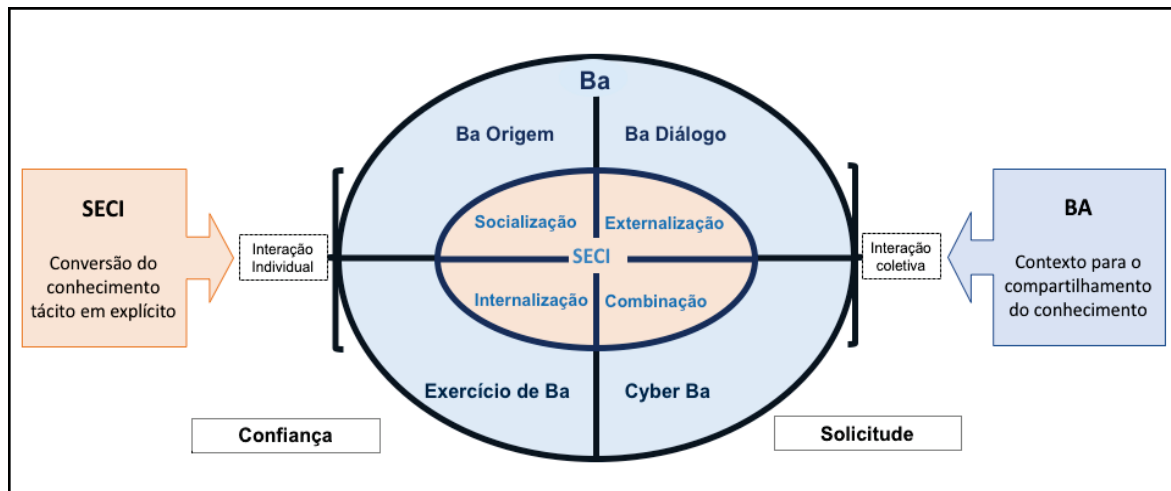 Ba
Ba Origem
Ba Diálogo
SECI
Conversão do
conhecimento
tácito em explícito
Interação
Individual
Socialização
Externalização
SECI
Internalização
Combinação
Interação
coletiva
BA
Contexto para o
compartilhamento
do conhecimento
Exercício de Ba
Cyber Ba
Confiança
Solicitude